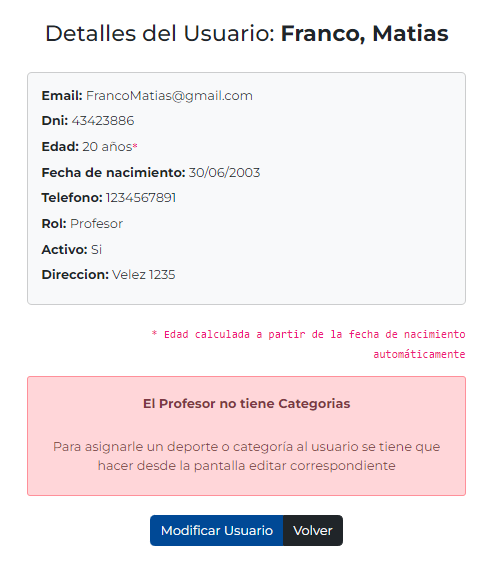 Detalles del Usuario: Franco, Matias
Email: FrancoMatias@gmail.com
Dni: 43423886
Edad: 20 años*
Fecha de nacimiento: 30/06/2003
Telefono: 1234567891
Rol: Profesor
Activo: Si
Direccion: Velez 1235
* Edad calculada a partir de la fecha de nacimiento
automáticamente
El Profesor no tiene Categorias
Para asignarle un deporte o categoría al usuario se tiene que
hacer desde la pantalla editar correspondiente
Modificar Usuario Volver